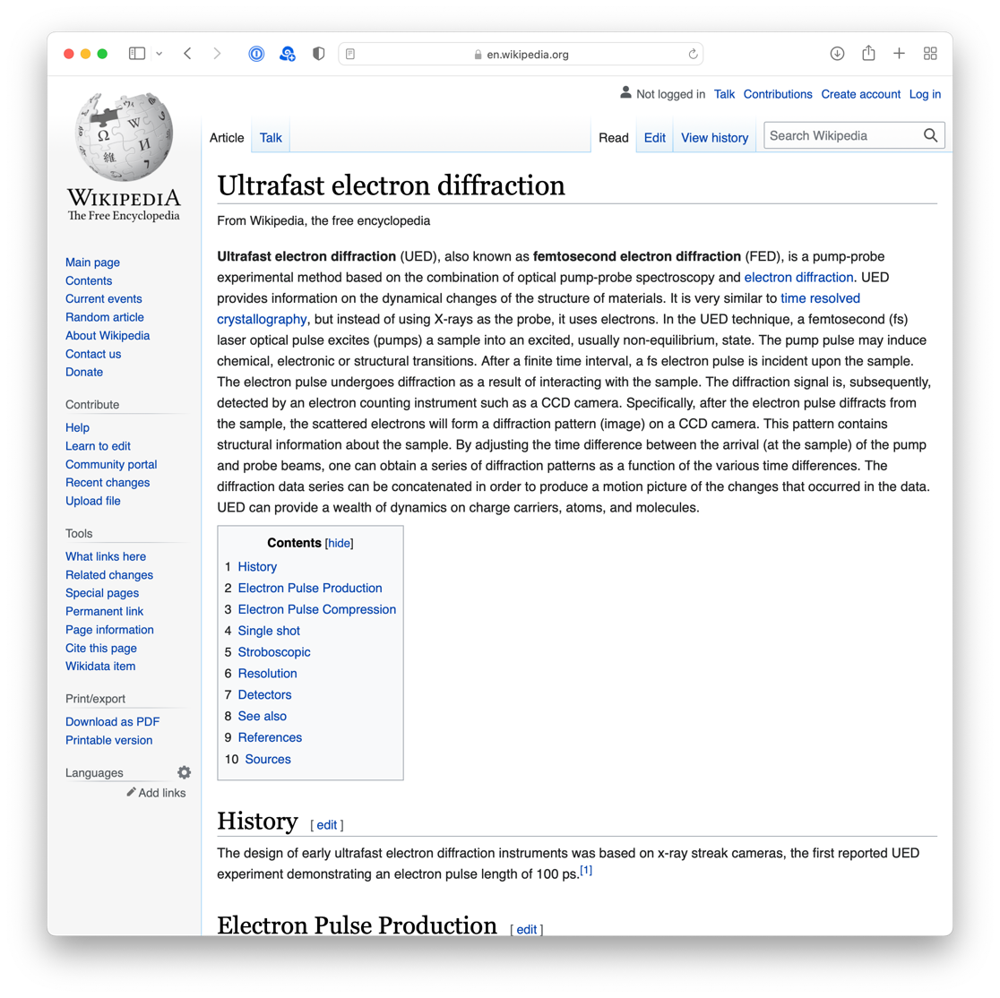 en.wikipedia.org
Not logged in Talk Contributions Create account Log in
Article Talk Read Edit View history Search Wikipedia
WIKIPEDIA
The Free Encyclopedia
Main page
Contents
Current events
Random article
About Wikipedia
Contact us
Donate
Contribute
Help
Learn to edit
Community portal
Recent changes
Upload file
Tools
What links here
Related changes
Special pages
Permanent link
Page information
Cite this page
Wikidata item
Print/export
Download as PDF
Printable version
Languages
Add links
Ultrafast electron diffraction
From Wikipedia, the free encyclopedia
Ultrafast electron diffraction (UED), also known as femtosecond electron diffraction (FED), is a pump-probe
experimental method based on the combination of optical pump-probe spectroscopy and electron diffraction. UED
provides information on the dynamical changes of the structure of materials. It is very similar to time resolved
crystallography, but instead of using X-rays as the probe, it uses electrons. In the UED technique, a femtosecond (fs)
laser optical pulse excites (pumps) a sample into an excited, usually non-equilibrium, state. The pump pulse may induce
chemical, electronic or structural transitions. After a finite time interval, a fs electron pulse is incident upon the sample.
The electron pulse undergoes diffraction as a result of interacting with the sample. The diffraction signal is, subsequently,
detected by an electron counting instrument such as a CCD camera. Specifically, after the electron pulse diffracts from
the sample, the scattered electrons will form a diffraction pattern (image) on a CCD camera. This pattern contains
structural information about the sample. By adjusting the time difference between the arrival (at the sample) of the pump
and probe beams, one can obtain a series of diffraction patterns as a function of the various time differences. The
diffraction data series can be concatenated in order to produce a motion picture of the changes that occurred in the data.
UED can provide a wealth of dynamics on charge carriers, atoms, and molecules.
Contents [hide]
1 History
2 Electron Pulse Production
3 Electron Pulse Compression
4 Single shot
5 Stroboscopic
6 Resolution
7 Detectors
8 See also
9 References
10 Sources
History [ edit ]
The design of early ultrafast electron diffraction instruments was based on x-ray streak cameras, the first reported UED
experiment demonstrating an electron pulse length of 100 ps.[1]
Electron Pulse Production [ edit ]